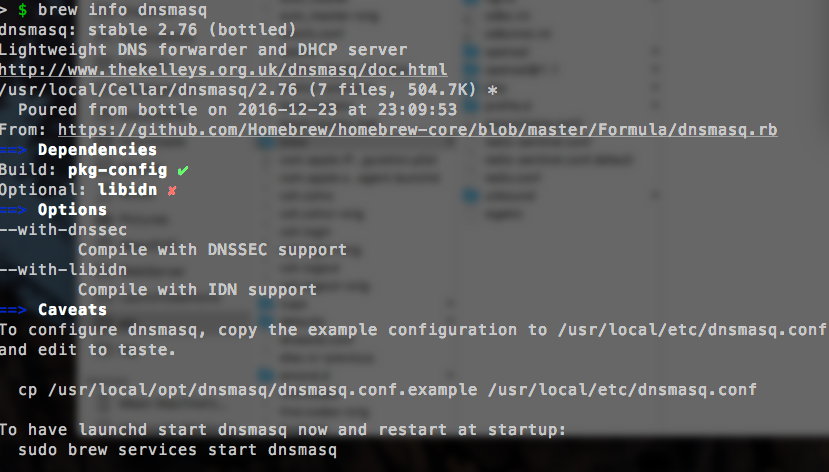 > $ brew info dnsmasq
dnsmasq: stable 2.76 (bottled)
Lightweight DNS forwarder and DHCP server
http://www.thekelleys.org.uk/dnsmasq/doc.html
/usr/local/Cellar/dnsmasq/2.76 (7 files, 504.7K) *
  Poured from bottle on 2016-12-23 at 23:09:53
From: https://github.com/Homebrew/homebrew-core/blob/master/Formula/dnsmasq.rb
==> Dependencies
Build: pkg-config ✔
Optional: libidn ✘
==> Options
--with-dnssec
        Compile with DNSSEC support
--with-libidn
        Compile with IDN support
==> Caveats
To configure dnsmasq, copy the example configuration to /usr/local/etc/dnsmasq.conf
and edit to taste.
  cp /usr/local/opt/dnsmasq/dnsmasq.conf.example /usr/local/etc/dnsmasq.conf
To have launchd start dnsmasq now and restart at startup:
  sudo brew services start dnsmasq